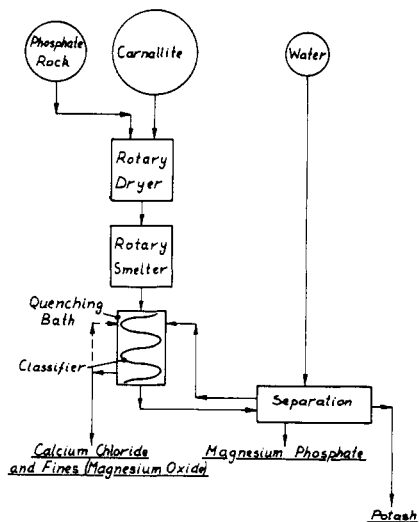 Phosphate
Rock
Carnallite
Water
Rotary
Dryer
Rotary
Smelter
Quenching
Bath
Classifier
Separation
Calcium Chloride
and Fines (Magnesium Oxide)
Magnesium Phosphate
Potash